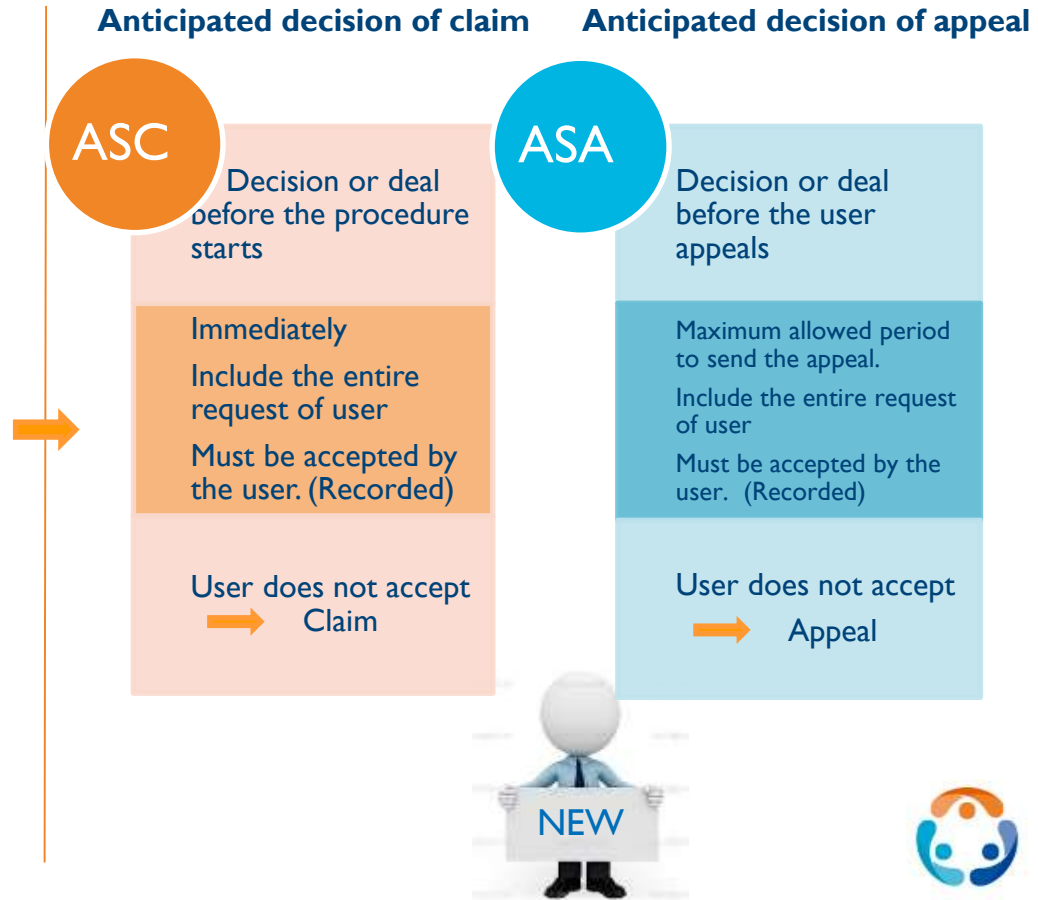 Anticipated decision of claim
Anticipated decision of appeal
ASC
Decision or deal
before the procedure
starts
Immediately
Include the entire
request of user
Must be accepted by
the user. (Recorded)
User does not accept
Claim
ASA
Decision or deal
before the user
appeals
Maximum allowed period
to send the appeal.
Include the entire request
of user
Must be accepted by the
user. (Recorded)
User does not accept
Appeal
NEW